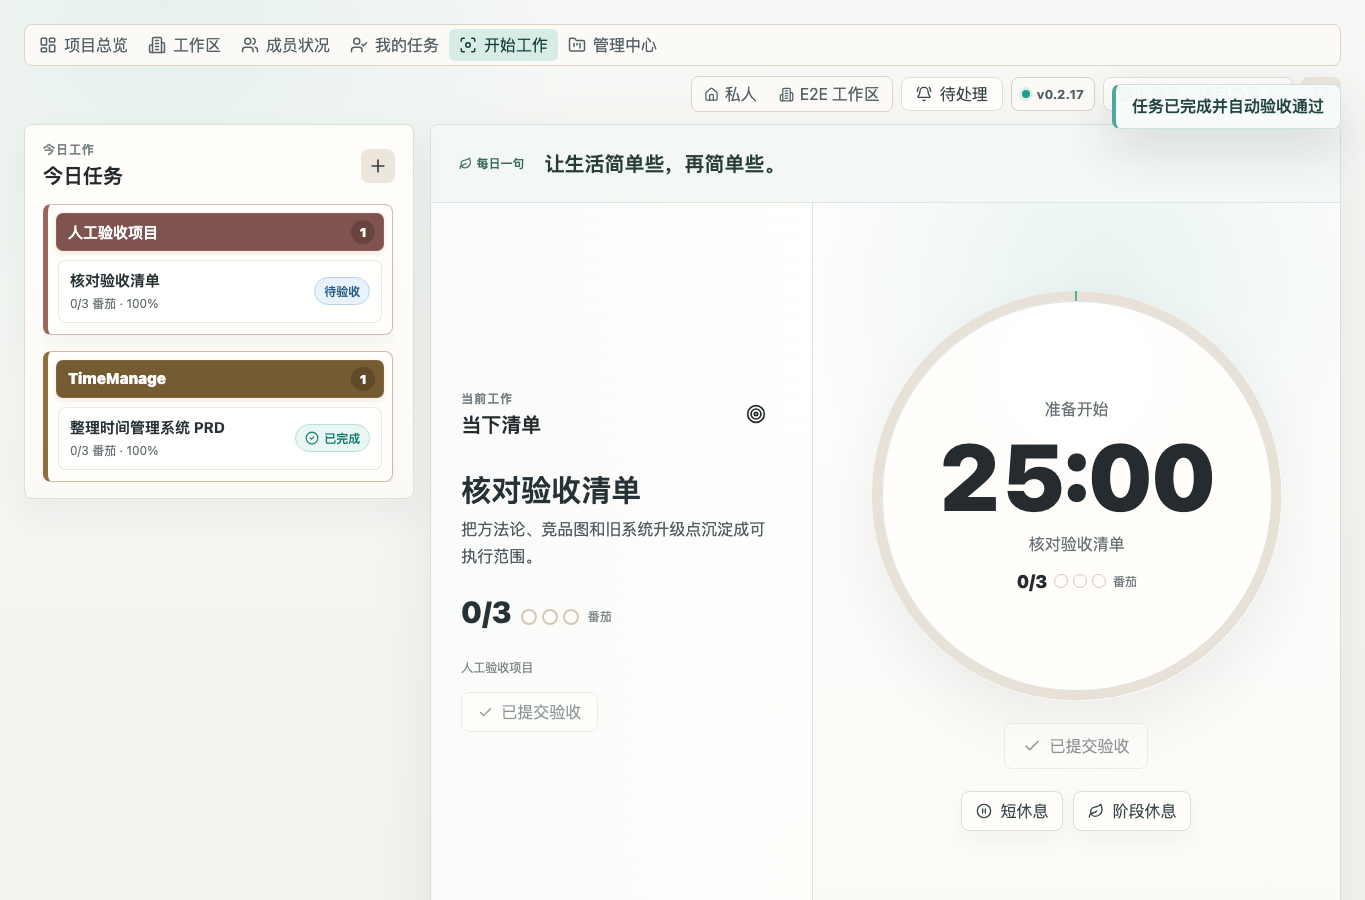 项目总览 工作区 成员状况 我的任务 开始工作 管理中心
私人 E2E 工作区 待处理 v0.2.17
任务已完成并自动验收通过
今日工作
今日任务
人工验收项目 1
核对验收清单
0/3 番茄 · 100%
待验收
TimeManage 1
整理时间管理系统 PRD
0/3 番茄 · 100%
已完成
每日一句 让生活简单些，再简单些。
当前工作
当下清单
核对验收清单
把方法论、竞品图和旧系统升级点沉淀成可
执行范围。
0/3 番茄
人工验收项目
已提交验收
准备开始
25:00
核对验收清单
0/3 番茄
已提交验收
短休息 阶段休息